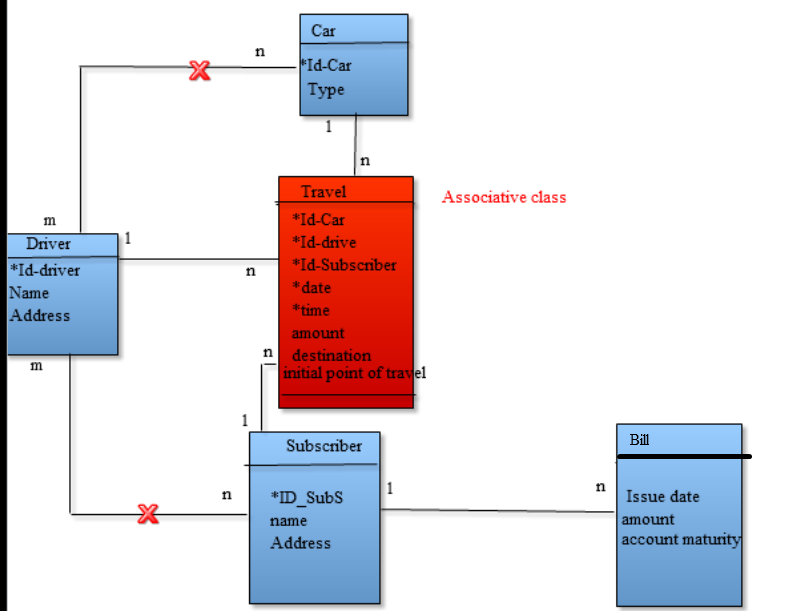 Car
n
*Id-Car
Type
1
n
Travel
Associative class
*Id-Car
*Id-drive
*Id-Subscriber
*date
*time
amount
destination
initial point of travel
m
Driver
1
*Id-driver
n
Name
Address
m
n
1
Subscriber
n
*ID_SubS
name
Address
1
n
Bill
Issue date
amount
account maturity